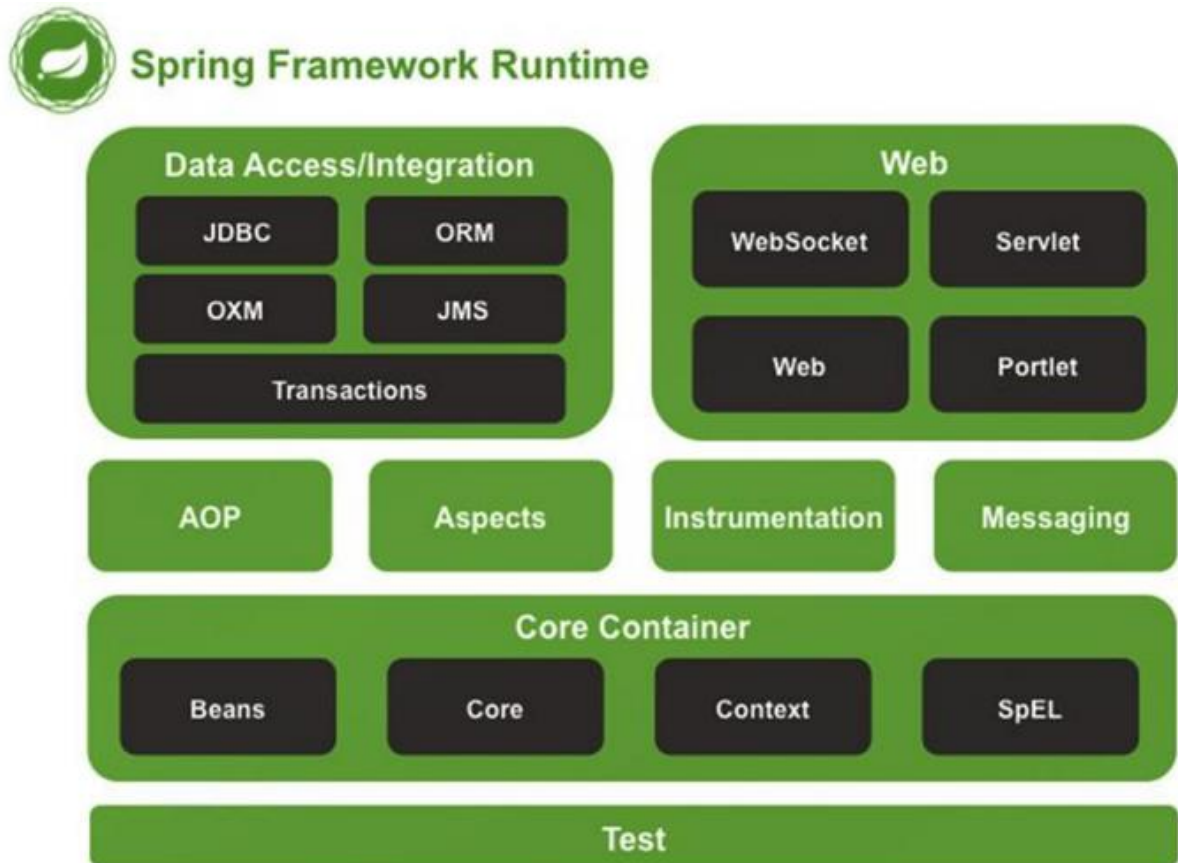 Spring Framework Runtime
Data Access/Integration
JDBC
ORM
OXM
JMS
Transactions
Web
WebSocket
Servlet
Web
Portlet
AOP
Aspects
Instrumentation
Messaging
Core Container
Beans
Core
Context
SpEL
Test